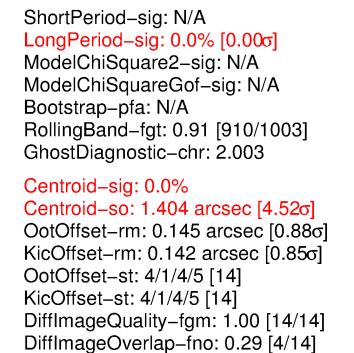 ShortPeriod−sig: N/A
LongPeriod−sig: 0.0% [0.00σ]
ModelChiSquare2−sig: N/A
ModelChiSquareGof−sig: N/A
Bootstrap−pfa: N/A
RollingBand−fgt: 0.91 [910/1003]
GhostDiagnostic−chr: 2.003
Centroid−sig: 0.0%
Centroid−so: 1.404 arcsec [4.52σ]
OotOffset−rm: 0.145 arcsec [0.88σ]
KicOffset−rm: 0.142 arcsec [0.85σ]
OotOffset−st: 4/1/4/5 [14]
KicOffset−st: 4/1/4/5 [14]
DiffImageQuality−fgm: 1.00 [14/14]
DiffImageOverlap−fno: 0.29 [4/14]